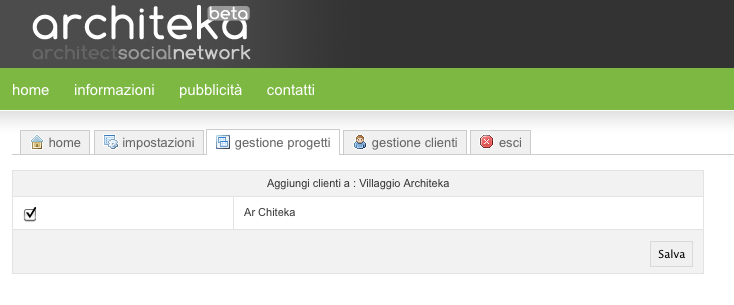 architeka beta
architectsocialnetwork
home informazioni pubblicità contatti
home impostazioni gestione progetti gestione clienti esci
Aggiungi clienti a : Villaggio Architeka
Ar Chiteka
Salva